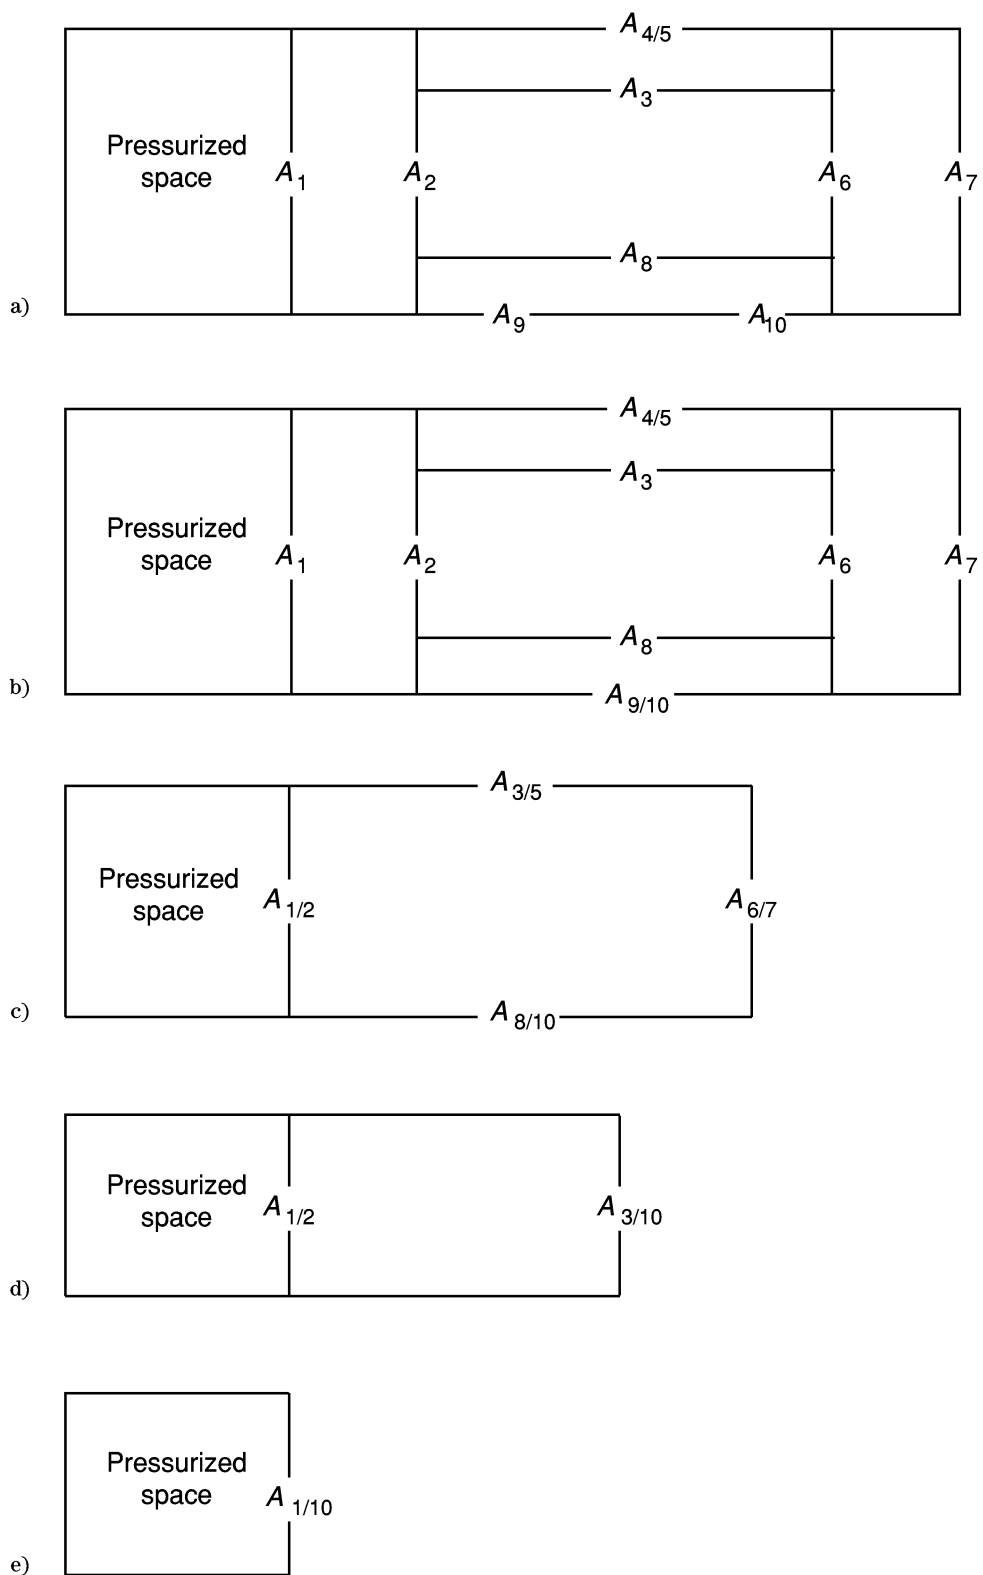 A4/5
A3
Pressurized
space
A1
A2
A6
A7
A8
a)
A9
A10
A4/5
A3
Pressurized
space
A1
A2
A6
A7
A8
b)
A9/10
A3/5
Pressurized
space
A1/2
A6/7
c)
A8/10
Pressurized
space
A1/2
A3/10
d)
Pressurized
space
A1/10
e)